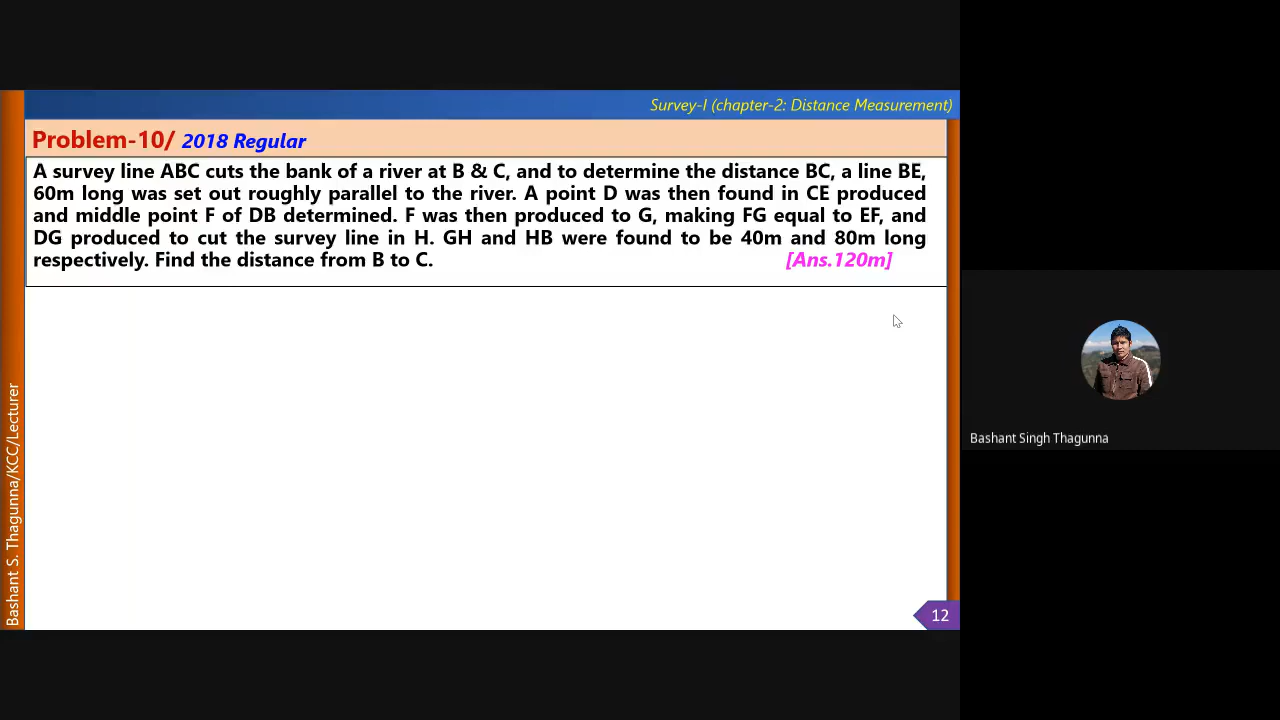 Survey-I (chapter-2: Distance Measurement)
Problem-10/ 2018 Regular
A survey line ABC cuts the bank of a river at B & C, and to determine the distance BC, a line BE,
60m long was set out roughly parallel to the river. A point D was then found in CE produced
and middle point F of DB determined. F was then produced to G, making FG equal to EF, and
DG produced to cut the survey line in H. GH and HB were found to be 40m and 80m long
respectively. Find the distance from B to C. [Ans.120m]
Bashant S. Thagunna/KCC/Lecturer
12
Bashant Singh Thagunna